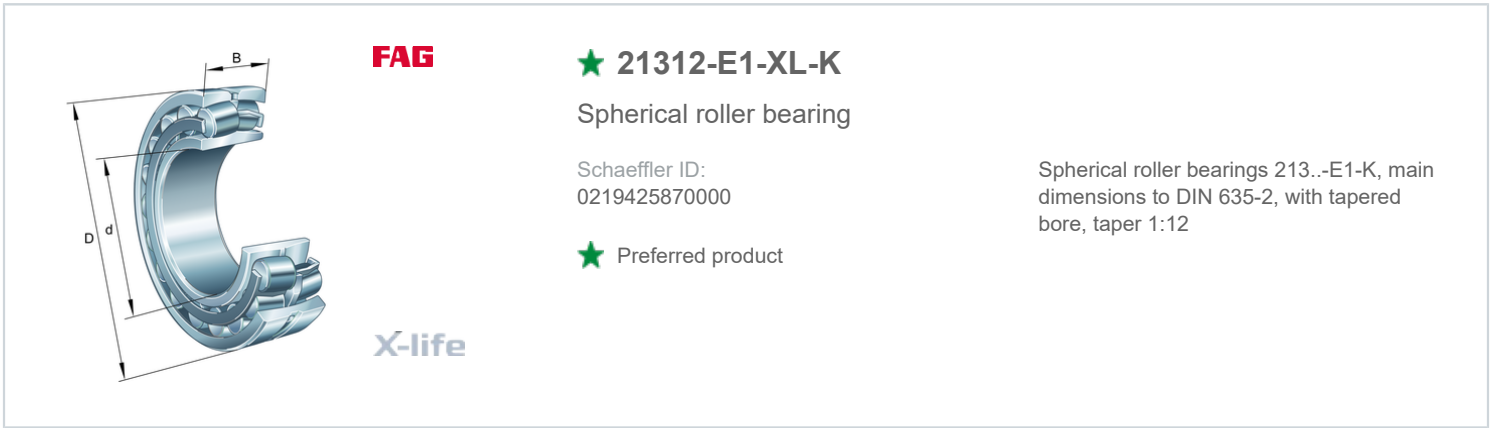 B
D
d
FAG
X-life
21312-E1-XL-K
Spherical roller bearing
Schaeffler ID:
0219425870000
Preferred product
Spherical roller bearings 213..-E1-K, main
dimensions to DIN 635-2, with tapered
bore, taper 1:12